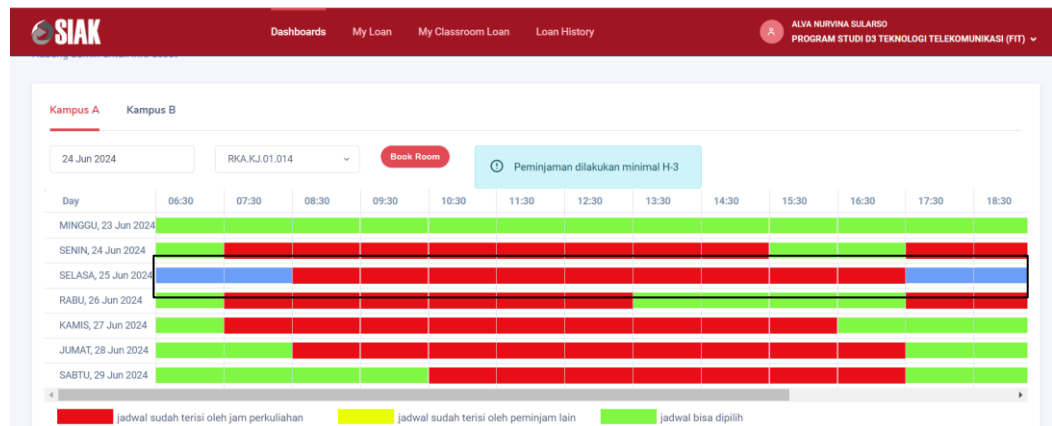 SIAK
Dashboards My Loan My Classroom Loan Loan History
ALVA NURVINA SULARSO
PROGRAM STUDI D3 TEKNOLOGI TELEKOMUNIKASI (FIT)
Kampus A Kampus B
24 Jun 2024 RKA.KJ.01.014 Book Room Peminjaman dilakukan minimal H-3
Day 06:30 07:30 08:30 09:30 10:30 11:30 12:30 13:30 14:30 15:30 16:30 17:30 18:30
MINGGU, 23 Jun 2024
SENIN, 24 Jun 2024
SELASA, 25 Jun 2024
RABU, 26 Jun 2024
KAMIS, 27 Jun 2024
JUMAT, 28 Jun 2024
SABTU, 29 Jun 2024
jadwal sudah terisi oleh jam perkuliahan jadwal sudah terisi oleh peminjam lain jadwal bisa dipilih